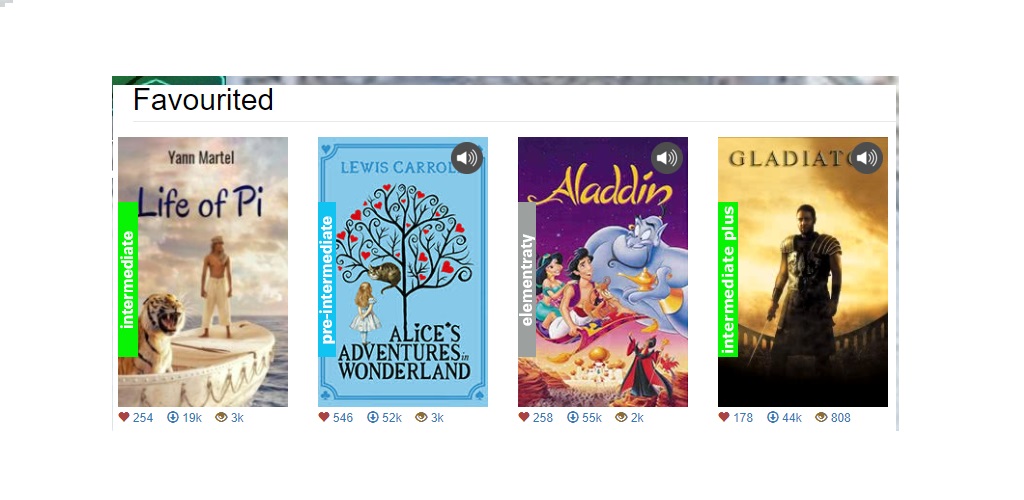 Favourited
Yann Martel
Life of Pi
intermediate
254 19k 3k
LEWIS CARROL
pre-intermediate
ALICE'S
ADVENTURES in
WONDERLAND
546 52k 3k
Aladdin
elementraty
258 55k 2k
GLADIATO
intermediate plus
178 44k 808